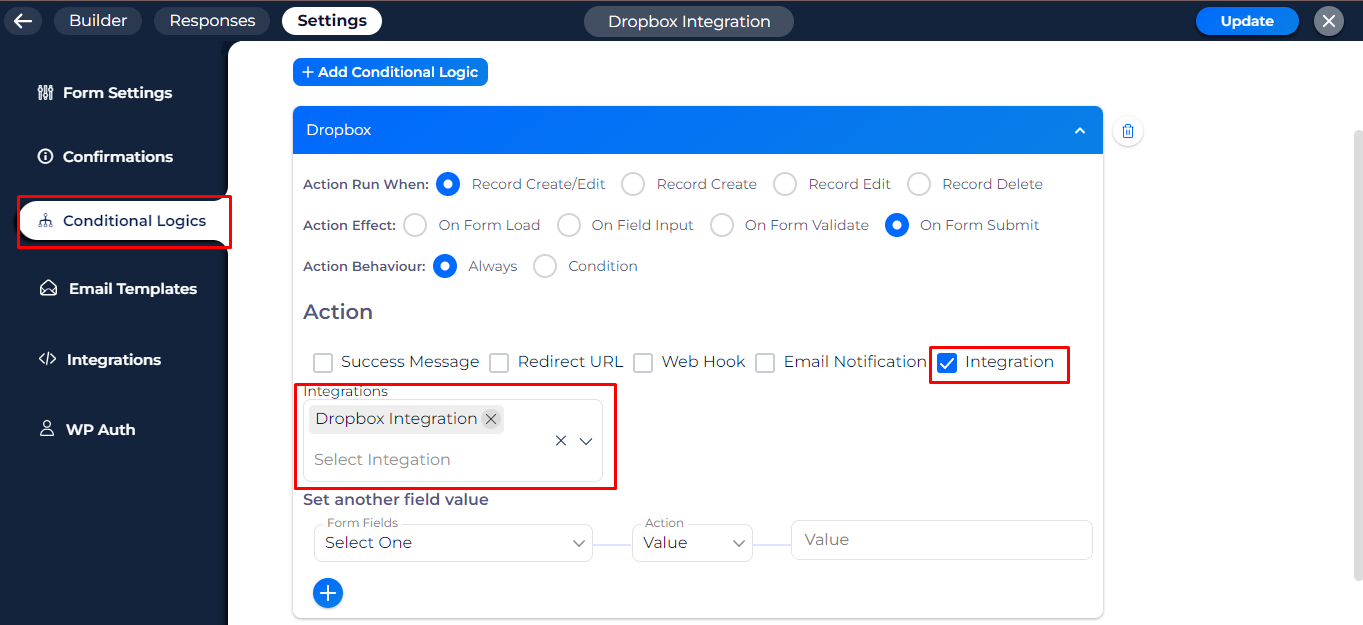 Builder Responses Settings Dropbox Integration Update
+ Add Conditional Logic
Form Settings
Confirmations
Conditional Logics
Email Templates
Integrations
WP Auth
Dropbox
Action Run When: Record Create/Edit Record Create Record Edit Record Delete
Action Effect: On Form Load On Field Input On Form Validate On Form Submit
Action Behaviour: Always Condition
Action
Success Message Redirect URL Web Hook Email Notification Integration
Integrations
Dropbox Integration
Select Integation
Set another field value
Form Fields Action
Select One Value Value